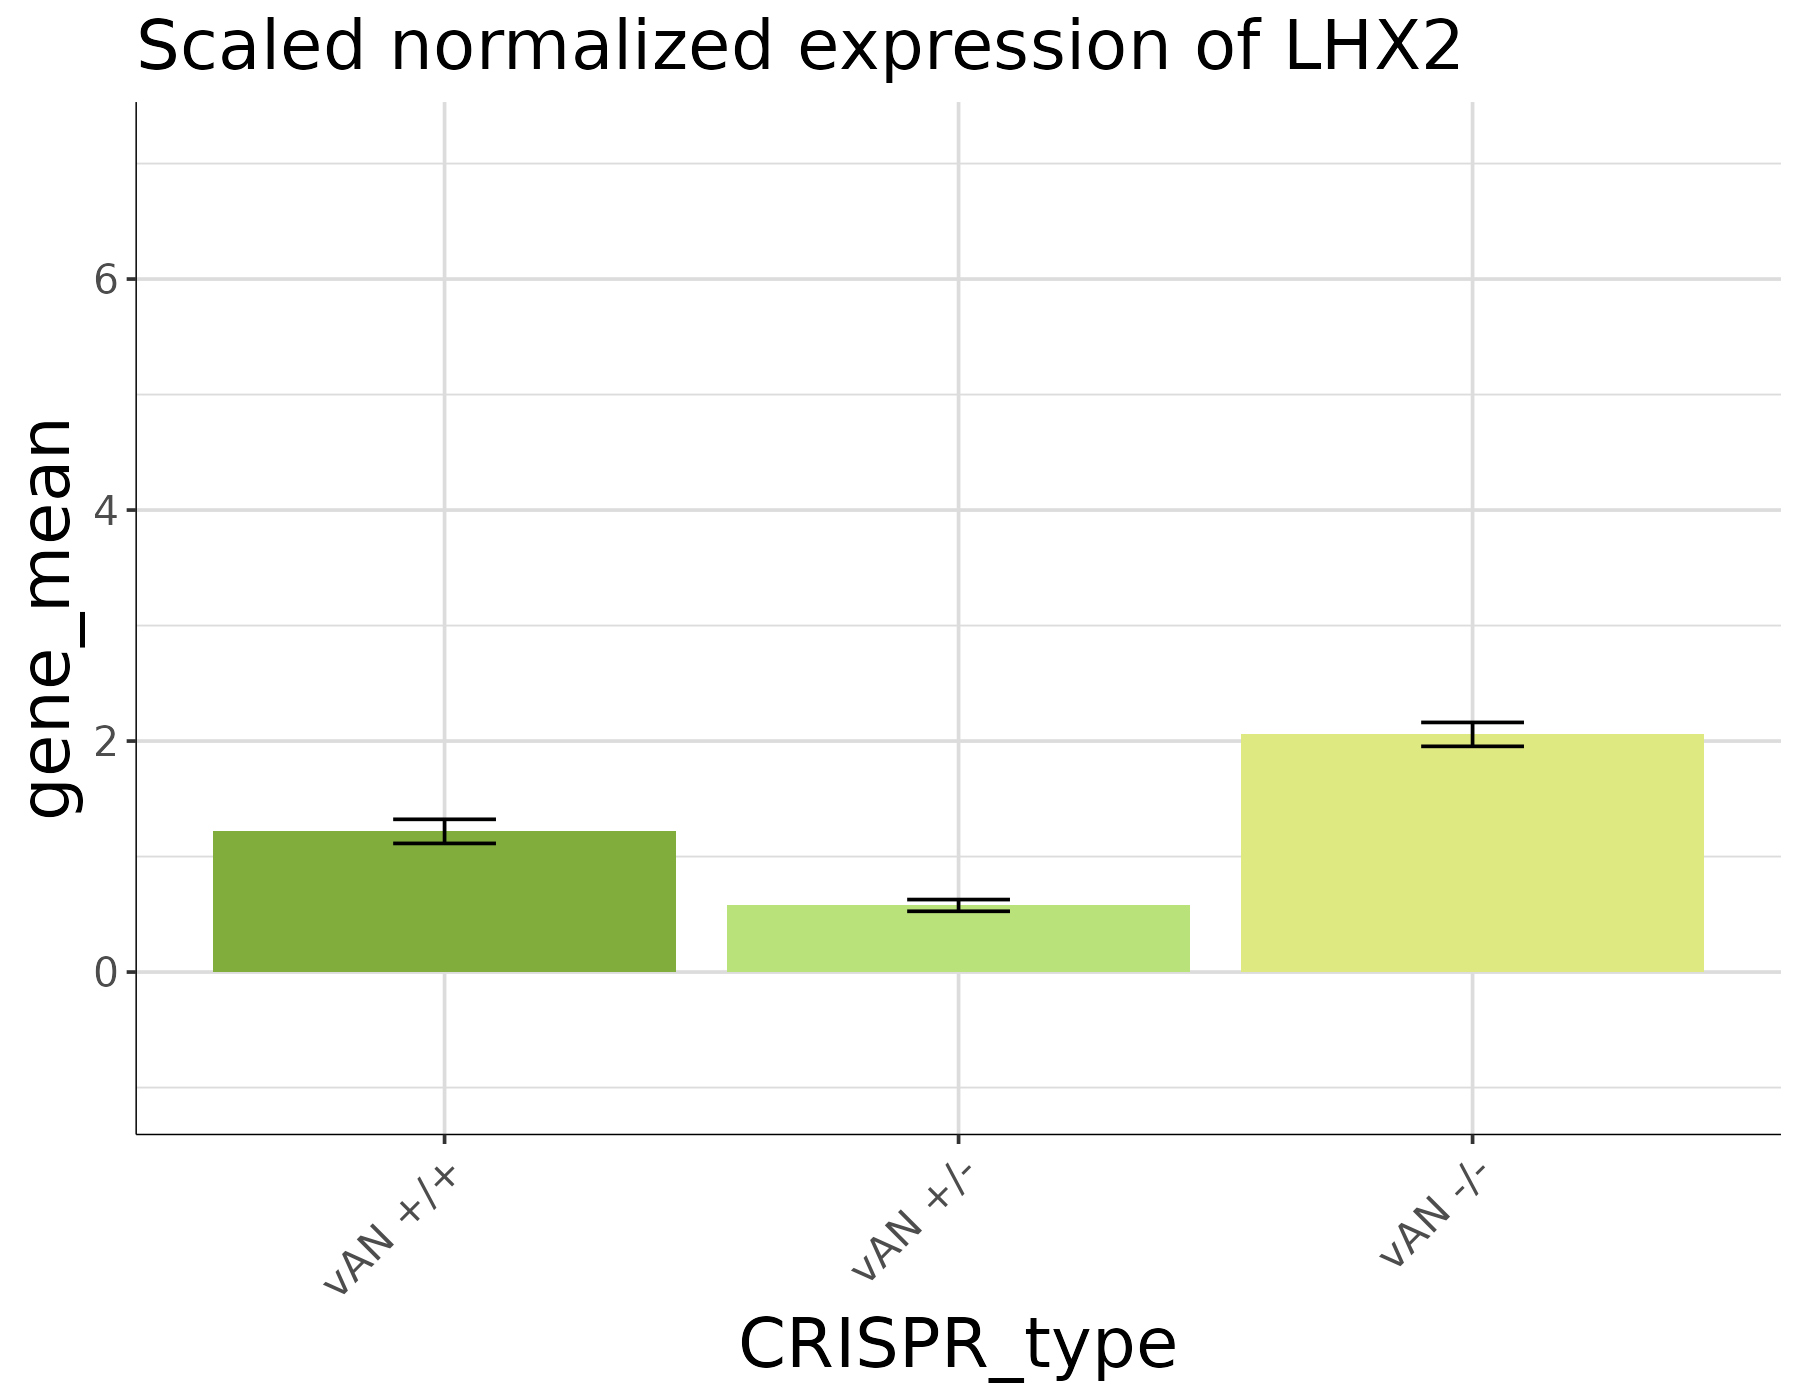 Scaled normalized expression of LHX2
gene_mean
6
4
2
0
vAN +/+
vAN +/-
vAN -/-
CRISPR_type